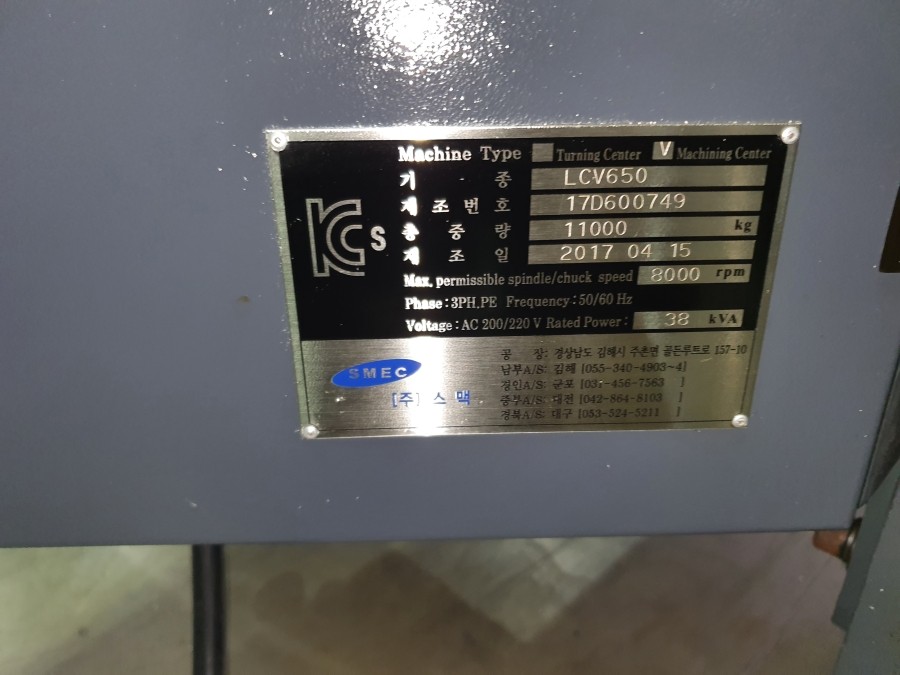 Machine Type Turning Center V Machining Center
기 종 LCV650
제 조 번 호 17D600749
총 중 량 11000 kg
제 조 일 2017 04 15
Max. permissible spindle/chuck speed 8000 rpm
Phase : 3PH,PE Frequency : 50/60 Hz
Voltage : AC 200/220 V Rated Power : 38 kVA
KCs
SMEC
[주] 스 맥
공 장: 경상남도 김해시 주촌면 골든루트로 157-10
남부A/S: 김해 [055-340-4903~4]
경인A/S: 군포 [031-456-7563 ]
중부A/S: 대전 [042-864-8103 ]
경북A/S: 대구 [053-524-5211 ]